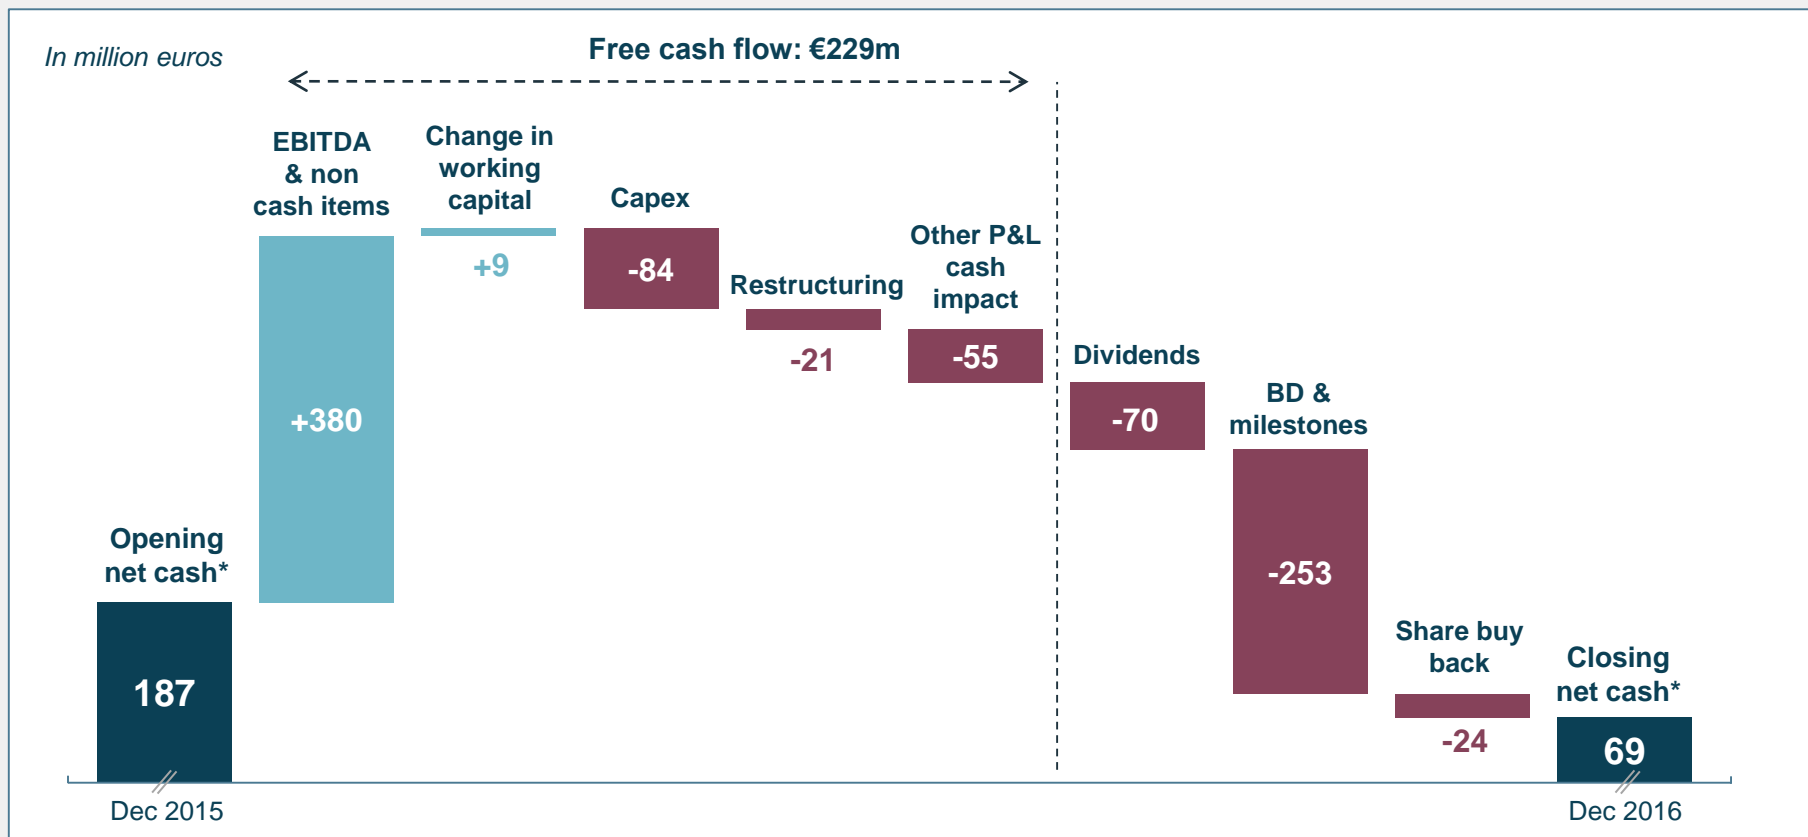 In million euros
Free cash flow: €229m
EBITDA
& non
cash items
+380
Change in
working
capital
+9
Capex
-84
Restructuring
-21
Other P&L
cash
impact
-55
Dividends
-70
BD &
milestones
-253
Share buy
back
-24
Opening
net cash*
187
Closing
net cash*
69
Dec 2015
Dec 2016